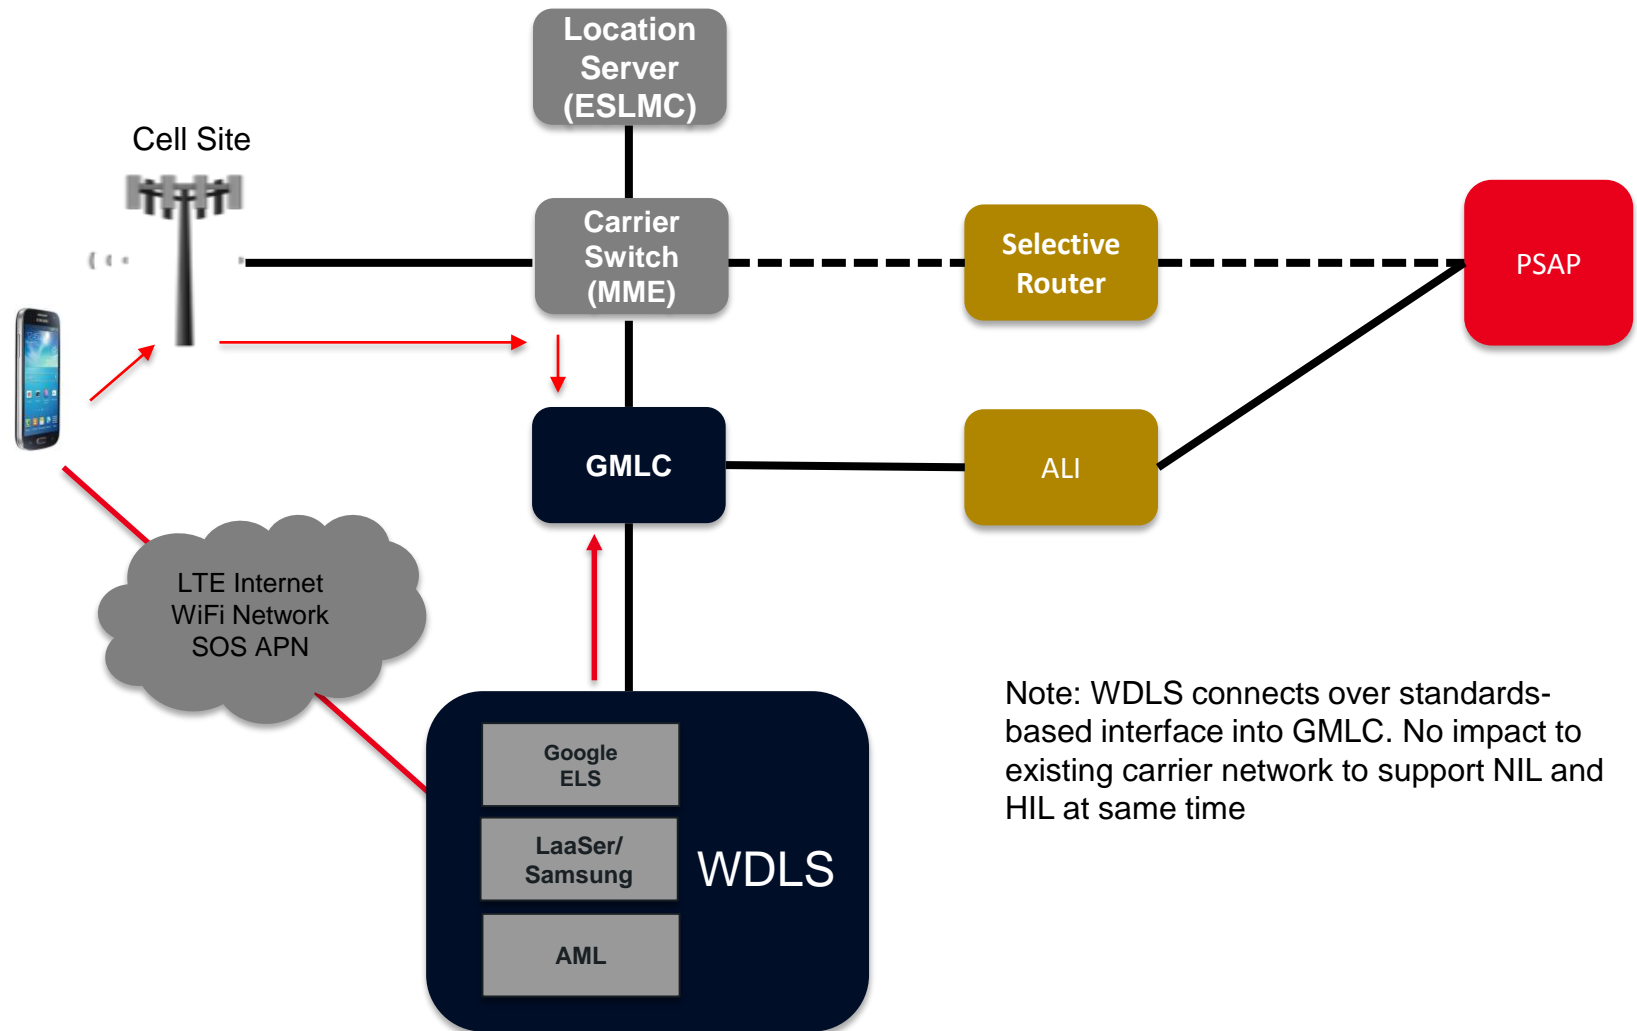 Location
Server
(ESLMC)
Cell Site
Carrier
Switch
(MME)
Selective
Router
PSAP
GMLC
ALI
LTE Internet
WiFi Network
SOS APN
Google
ELS
LaaSer/
Samsung
AML
WDLS
Note: WDLS connects over standards-
based interface into GMLC. No impact to
existing carrier network to support NIL and
HIL at same time